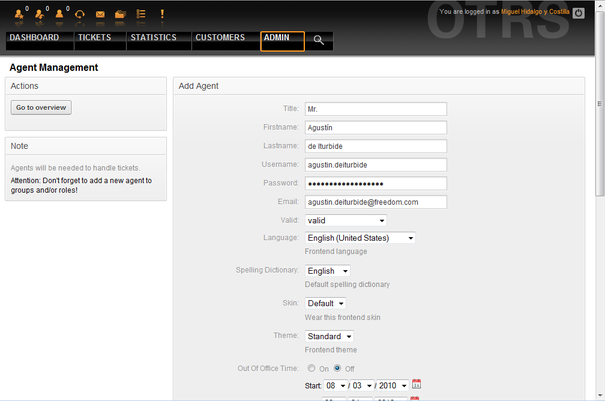 0 0 0
You are logged in as Miguel Hidalgo y Costilla
OTRS
DASHBOARD TICKETS STATISTICS CUSTOMERS ADMIN
Agent Management
Actions
Go to overview
Note
Agents will be needed to handle tickets.
Attention: Don't forget to add a new agent to
groups and/or roles!
Add Agent
Title: Mr.
Firstname: Agustín
Lastname: de Iturbide
Username: agustin.deiturbide
Password: ●●●●●●●●●●●●●●●●●●
Email: agustin.deiturbide@freedom.com
Valid: valid
Language: English (United States)
Frontend language
Spelling Dictionary: English
Default spelling dictionary
Skin: Default
Wear this frontend skin
Theme: Standard
Frontend theme
Out Of Office Time: On Off
Start: 08 / 03 / 2010